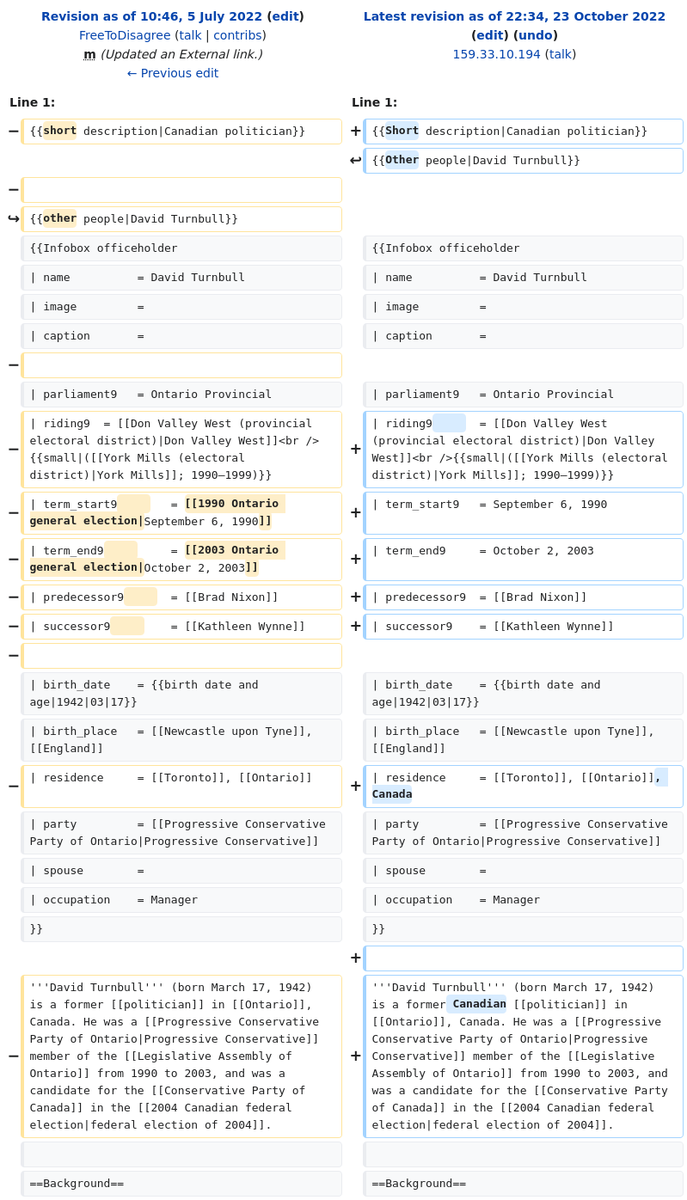 Revision as of 10:46, 5 July 2022 (edit)
FreeToDisagree (talk | contribs)
m (Updated an External link.)
← Previous edit
Latest revision as of 22:34, 23 October 2022
(edit) (undo)
159.33.10.194 (talk)
Line 1:
Line 1:
− {{short description|Canadian politician}}
+ {{Short description|Canadian politician}}
↩ {{Other people|David Turnbull}}
−
↪ {{other people|David Turnbull}}
{{Infobox officeholder
{{Infobox officeholder
| name          = David Turnbull
| name          = David Turnbull
| image         =
| image         =
| caption       =
| caption       =
−
| parliament9   = Ontario Provincial
| parliament9   = Ontario Provincial
− | riding9  = [[Don Valley West (provincial
electoral district)|Don Valley West]]<br />
{{small|([[York Mills (electoral
district)|York Mills]]; 1990–1999)}}
+ | riding9       = [[Don Valley West
(provincial electoral district)|Don Valley
West]]<br />{{small|([[York Mills (electoral
district)|York Mills]]; 1990–1999)}}
− | term_start9        = [[1990 Ontario
general election|September 6, 1990]]
+ | term_start9   = September 6, 1990
− | term_end9          = [[2003 Ontario
general election|October 2, 2003]]
+ | term_end9     = October 2, 2003
− | predecessor9       = [[Brad Nixon]]
+ | predecessor9  = [[Brad Nixon]]
− | successor9         = [[Kathleen Wynne]]
+ | successor9    = [[Kathleen Wynne]]
−
| birth_date    = {{birth date and
age|1942|03|17}}
| birth_date    = {{birth date and
age|1942|03|17}}
| birth_place   = [[Newcastle upon Tyne]],
[[England]]
| birth_place   = [[Newcastle upon Tyne]],
[[England]]
− | residence     = [[Toronto]], [[Ontario]]
+ | residence     = [[Toronto]], [[Ontario]],
Canada
| party         = [[Progressive Conservative
Party of Ontario|Progressive Conservative]]
| party         = [[Progressive Conservative
Party of Ontario|Progressive Conservative]]
| spouse        =
| spouse        =
| occupation    = Manager
| occupation    = Manager
}}
}}
+
− '''David Turnbull''' (born March 17, 1942)
is a former [[politician]] in [[Ontario]],
Canada. He was a [[Progressive Conservative
Party of Ontario|Progressive Conservative]]
member of the [[Legislative Assembly of
Ontario]] from 1990 to 2003, and was a
candidate for the [[Conservative Party of
Canada]] in the [[2004 Canadian federal
election|federal election of 2004]].
+ '''David Turnbull''' (born March 17, 1942)
is a former Canadian [[politician]] in
[[Ontario]], Canada. He was a [[Progressive
Conservative Party of Ontario|Progressive
Conservative]] member of the [[Legislative
Assembly of Ontario]] from 1990 to 2003, and
was a candidate for the [[Conservative Party
of Canada]] in the [[2004 Canadian federal
election|federal election of 2004]].
==Background==
==Background==